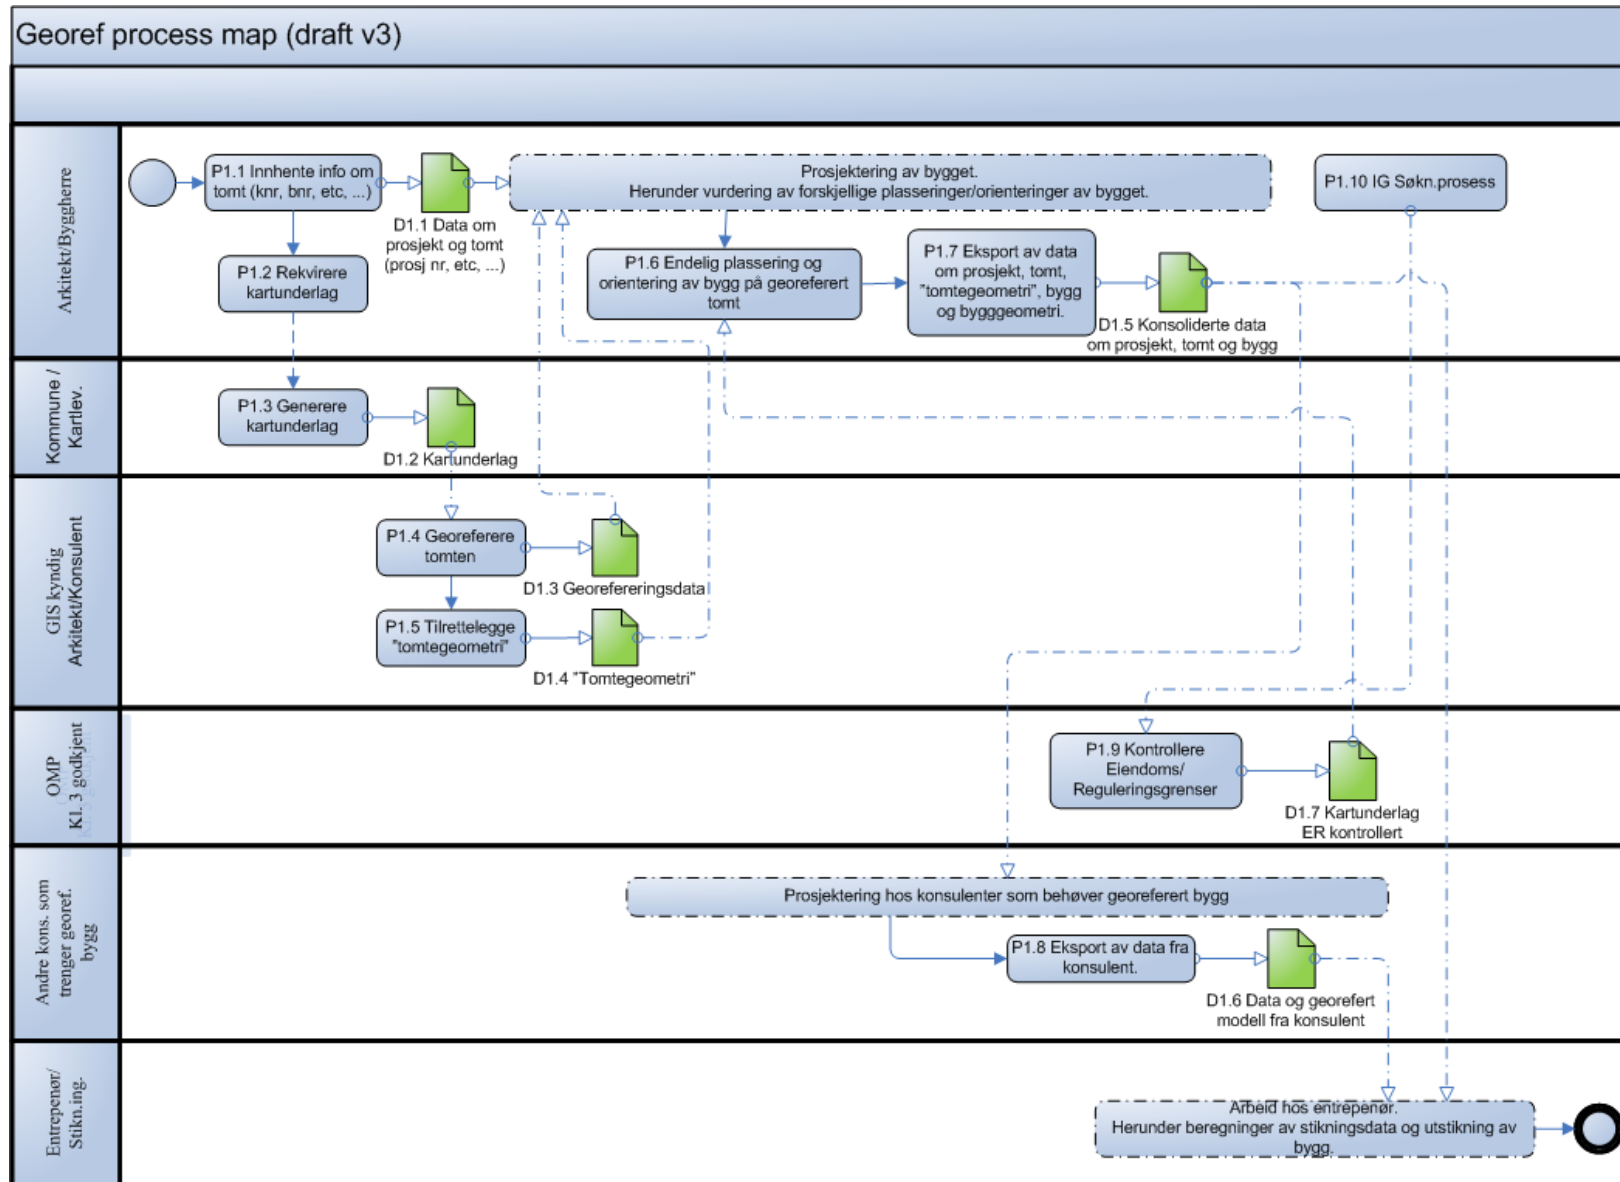 Georef process map (draft v3)
Arkitekt/Byggherre
P1.1 Innhente info om
tomt (knr, bnr, etc, ...)
D1.1 Data om
prosjekt og tomt
(prosj nr, etc, ...)
Prosjektering av bygget.
Herunder vurdering av forskjellige plasseringer/orienteringer av bygget.
P1.10 IG Søkn.prosess
P1.2 Rekvirere
kartunderlag
P1.6 Endelig plassering og
orientering av bygg på georefert
tomt
P1.7 Eksport av data
om prosjekt, tomt,
"tomtegeometri", bygg
og bygggeometri.
D1.5 Konsoliderte data
om prosjekt, tomt og bygg
Kommune /
Kartlev.
P1.3 Generere
kartunderlag
D1.2 Kartunderlag
GIS kyndig
Arkitekt/Konsulent
P1.4 Georeferere
tomten
D1.3 Georefereringsdata
P1.5 Tilrettelegge
"tomtegeometri"
D1.4 "Tomtegeometri"
OMP
Kl. 3 godkjent
P1.9 Kontrollere
Eiendoms/
Reguleringsgrenser
D1.7 Kartunderlag
ER kontrollert
Andre kons. som
trenger georef.
bygg
Prosjektering hos konsulenter som behøver georeferert bygg
P1.8 Eksport av data fra
konsulent.
D1.6 Data og georefert
modell fra konsulent
Entrepenør/
Stikn.ing.
Arbeid hos entrepenør.
Herunder beregninger av stikningsdata og utstikning av
bygg.